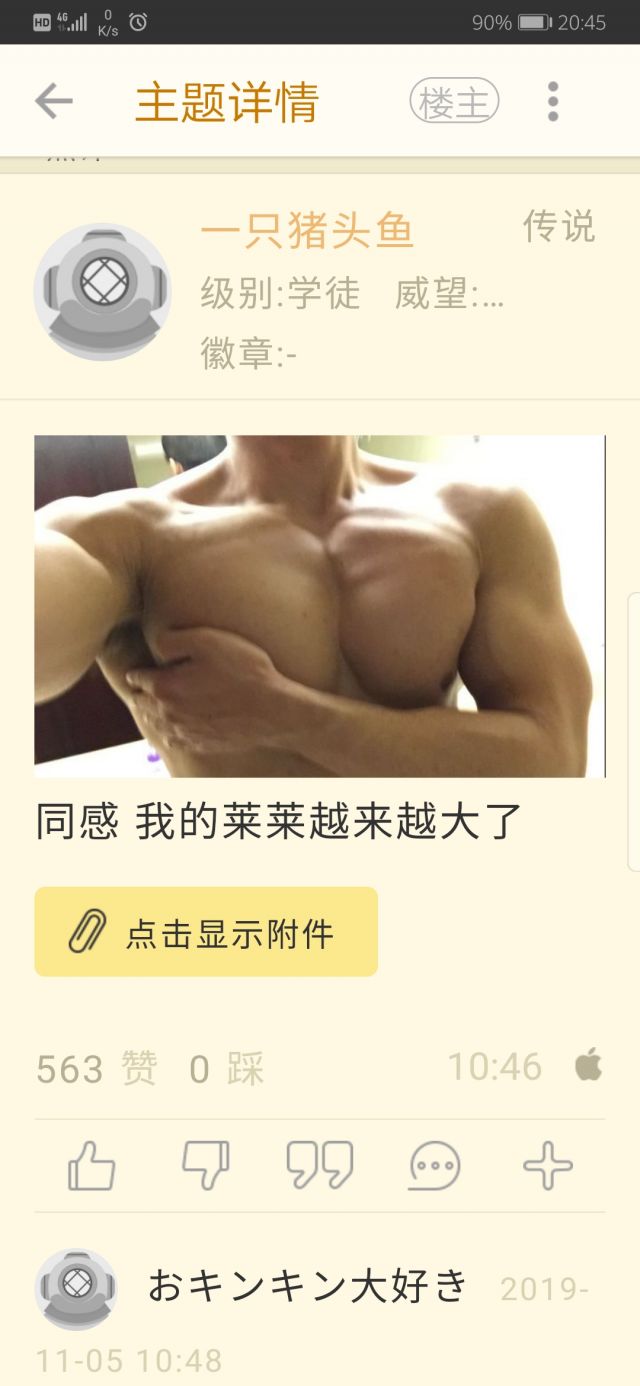 HD 4G 0 K/s 90% 20:45
主题详情 楼主
一只猪头鱼 传说
级别:学徒 威望:...
徽章:-
同感 我的莱莱越来越大了
点击显示附件
563 赞 0 踩 10:46
おキンキン大好き 2019-
11-05 10:48